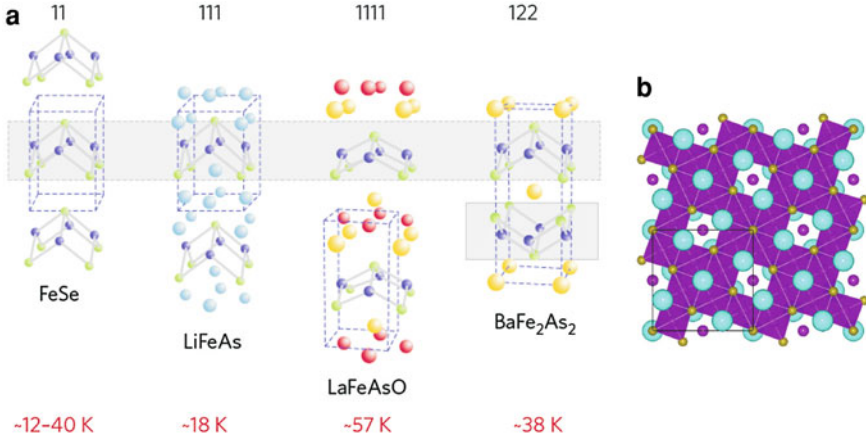 a
11
111
1111
122
b
FeSe
LiFeAs
LaFeAsO
BaFe₂As₂
~12–40 K
~18 K
~57 K
~38 K